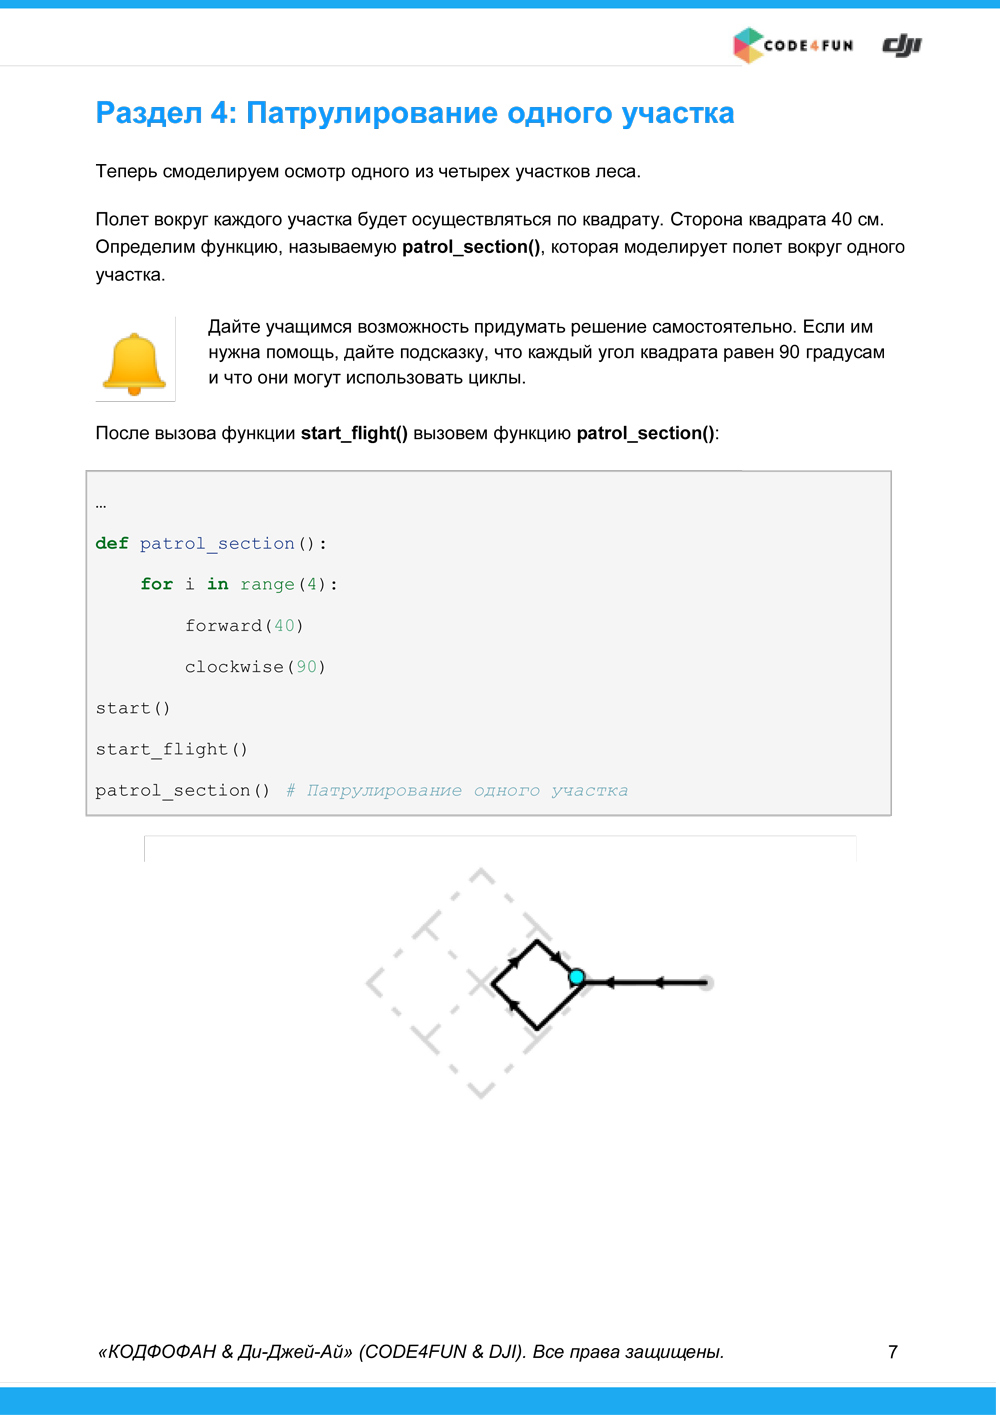 CODE4FUN dji
Раздел 4: Патрулирование одного участка
Теперь смоделируем осмотр одного из четырех участков леса.
Полет вокруг каждого участка будет осуществляться по квадрату. Сторона квадрата 40 см.
Определим функцию, называемую patrol_section(), которая моделирует полет вокруг одного
участка.
Дайте учащимся возможность придумать решение самостоятельно. Если им
нужна помощь, дайте подсказку, что каждый угол квадрата равен 90 градусам
и что они могут использовать циклы.
После вызова функции start_flight() вызовем функцию patrol_section():
…
def patrol_section():
    for i in range(4):
        forward(40)
        clockwise(90)
start()
start_flight()
patrol_section() # Патрулирование одного участка
«КОДФОФАН & Ди-Джей-Ай» (CODE4FUN & DJI). Все права защищены. 7